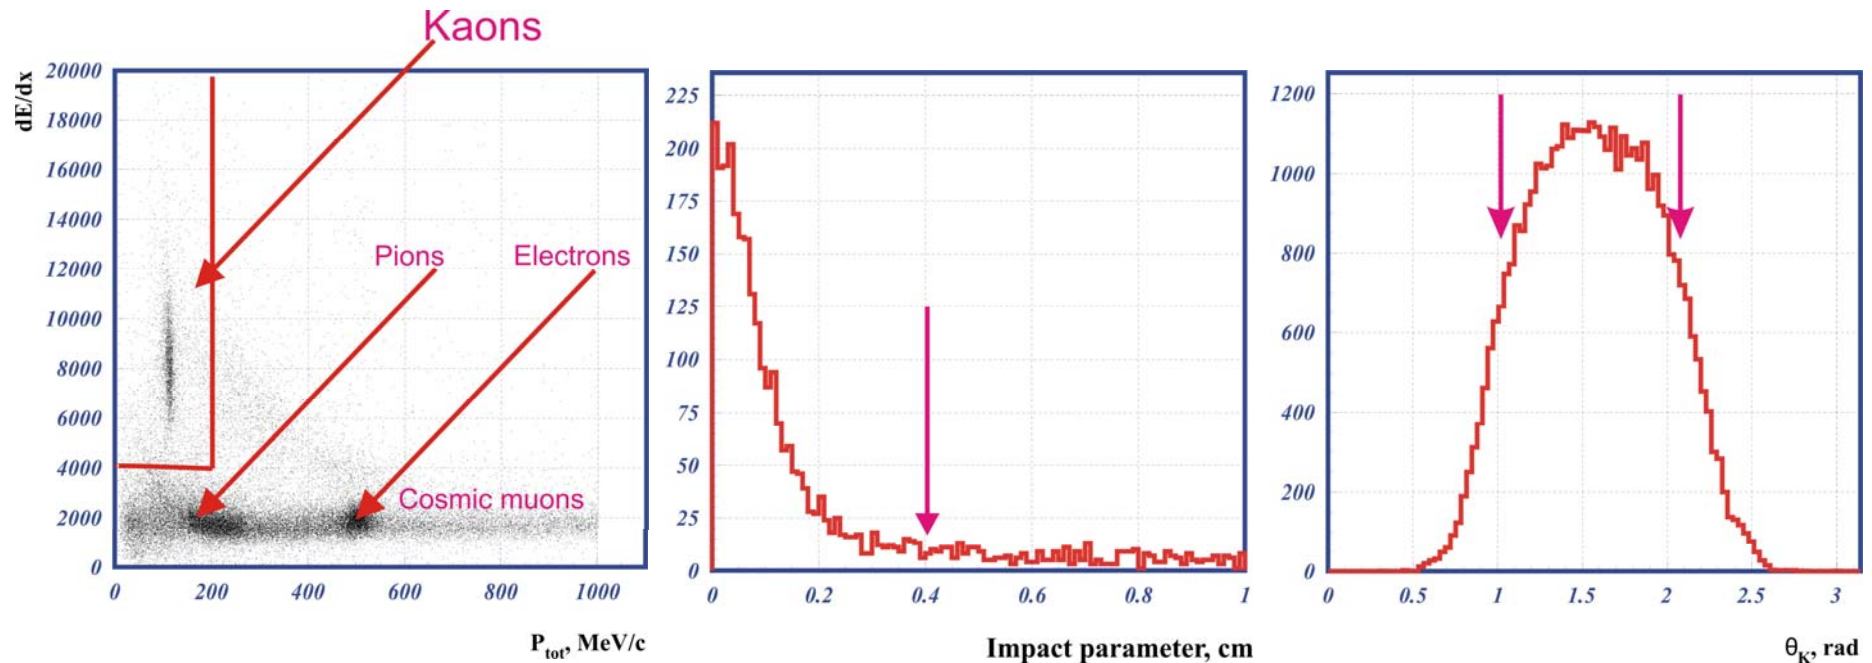 Kaons
dE/dx
20000
18000
16000
14000
12000
10000
8000
6000
4000
2000
0
Pions
Electrons
Cosmic muons
0 200 400 600 800 1000
P_tot, MeV/c
225
200
175
150
125
100
75
50
25
0
0 0.2 0.4 0.6 0.8 1
Impact parameter, cm
1200
1000
800
600
400
200
0
0 0.5 1 1.5 2 2.5 3
θ_K, rad